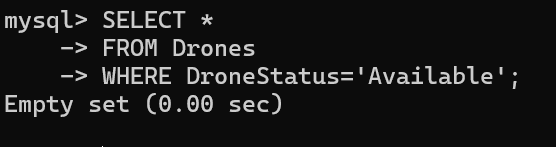 mysql> SELECT *
    -> FROM Drones
    -> WHERE DroneStatus='Available';
Empty set (0.00 sec)